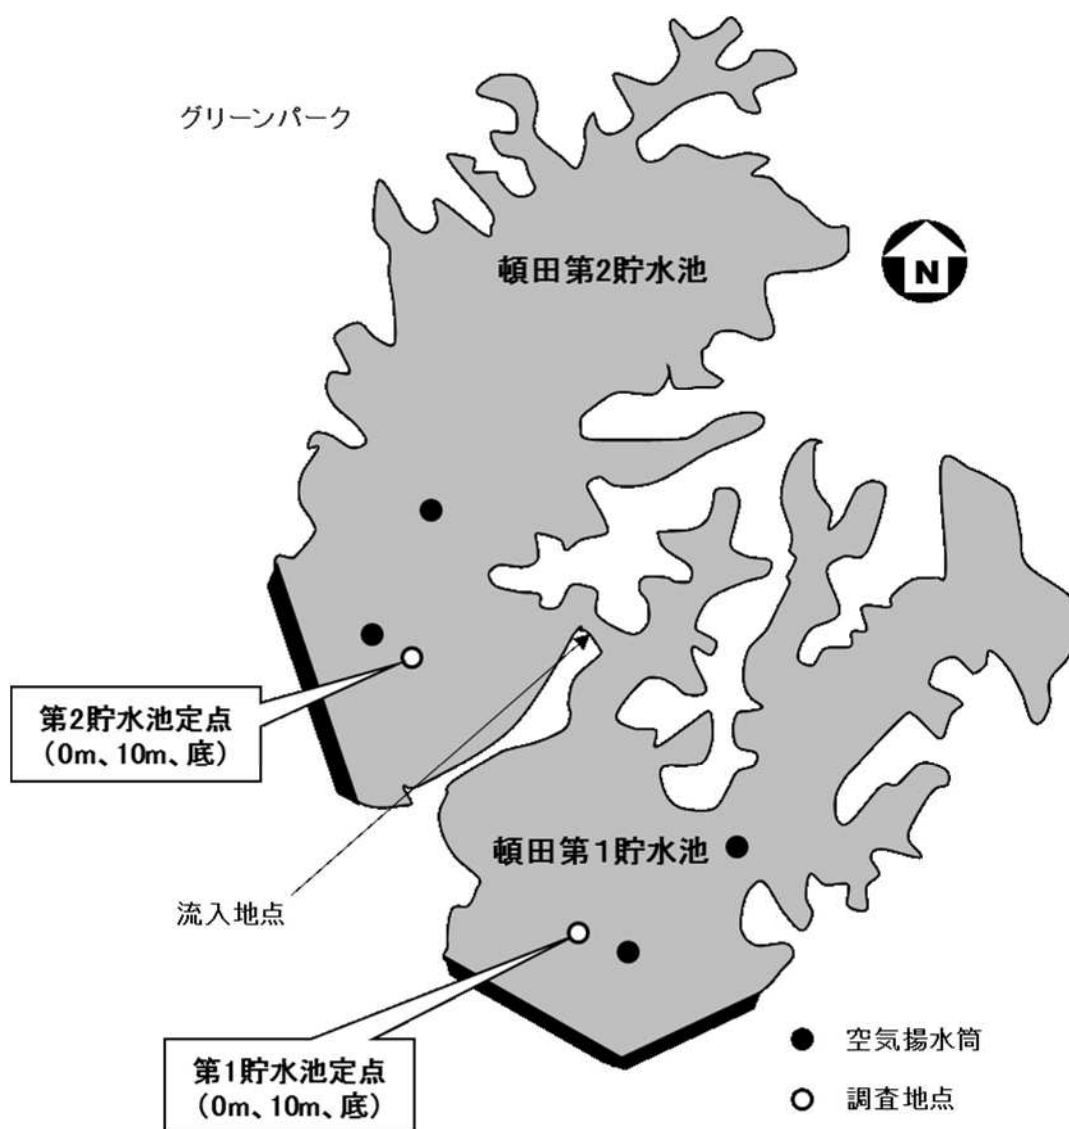 グリーンパーク
頓田第2貯水池
N
第2貯水池定点
(0m、10m、底)
頓田第1貯水池
流入地点
第1貯水池定点
(0m、10m、底)
空気揚水筒
調査地点